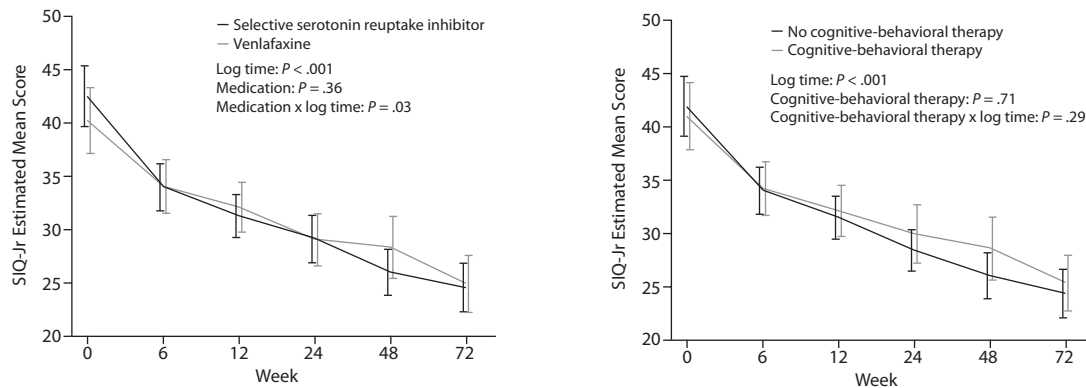 50
45
40
35
30
25
20
SIQ-Jr Estimated Mean Score
Selective serotonin reuptake inhibitor
Venlafaxine
Log time: P < .001
Medication: P = .36
Medication x log time: P = .03
0 6 12 24 48 72
Week
50
45
40
35
30
25
20
SIQ-Jr Estimated Mean Score
No cognitive-behavioral therapy
Cognitive-behavioral therapy
Log time: P < .001
Cognitive-behavioral therapy: P = .71
Cognitive-behavioral therapy x log time: P = .29
0 6 12 24 48 72
Week